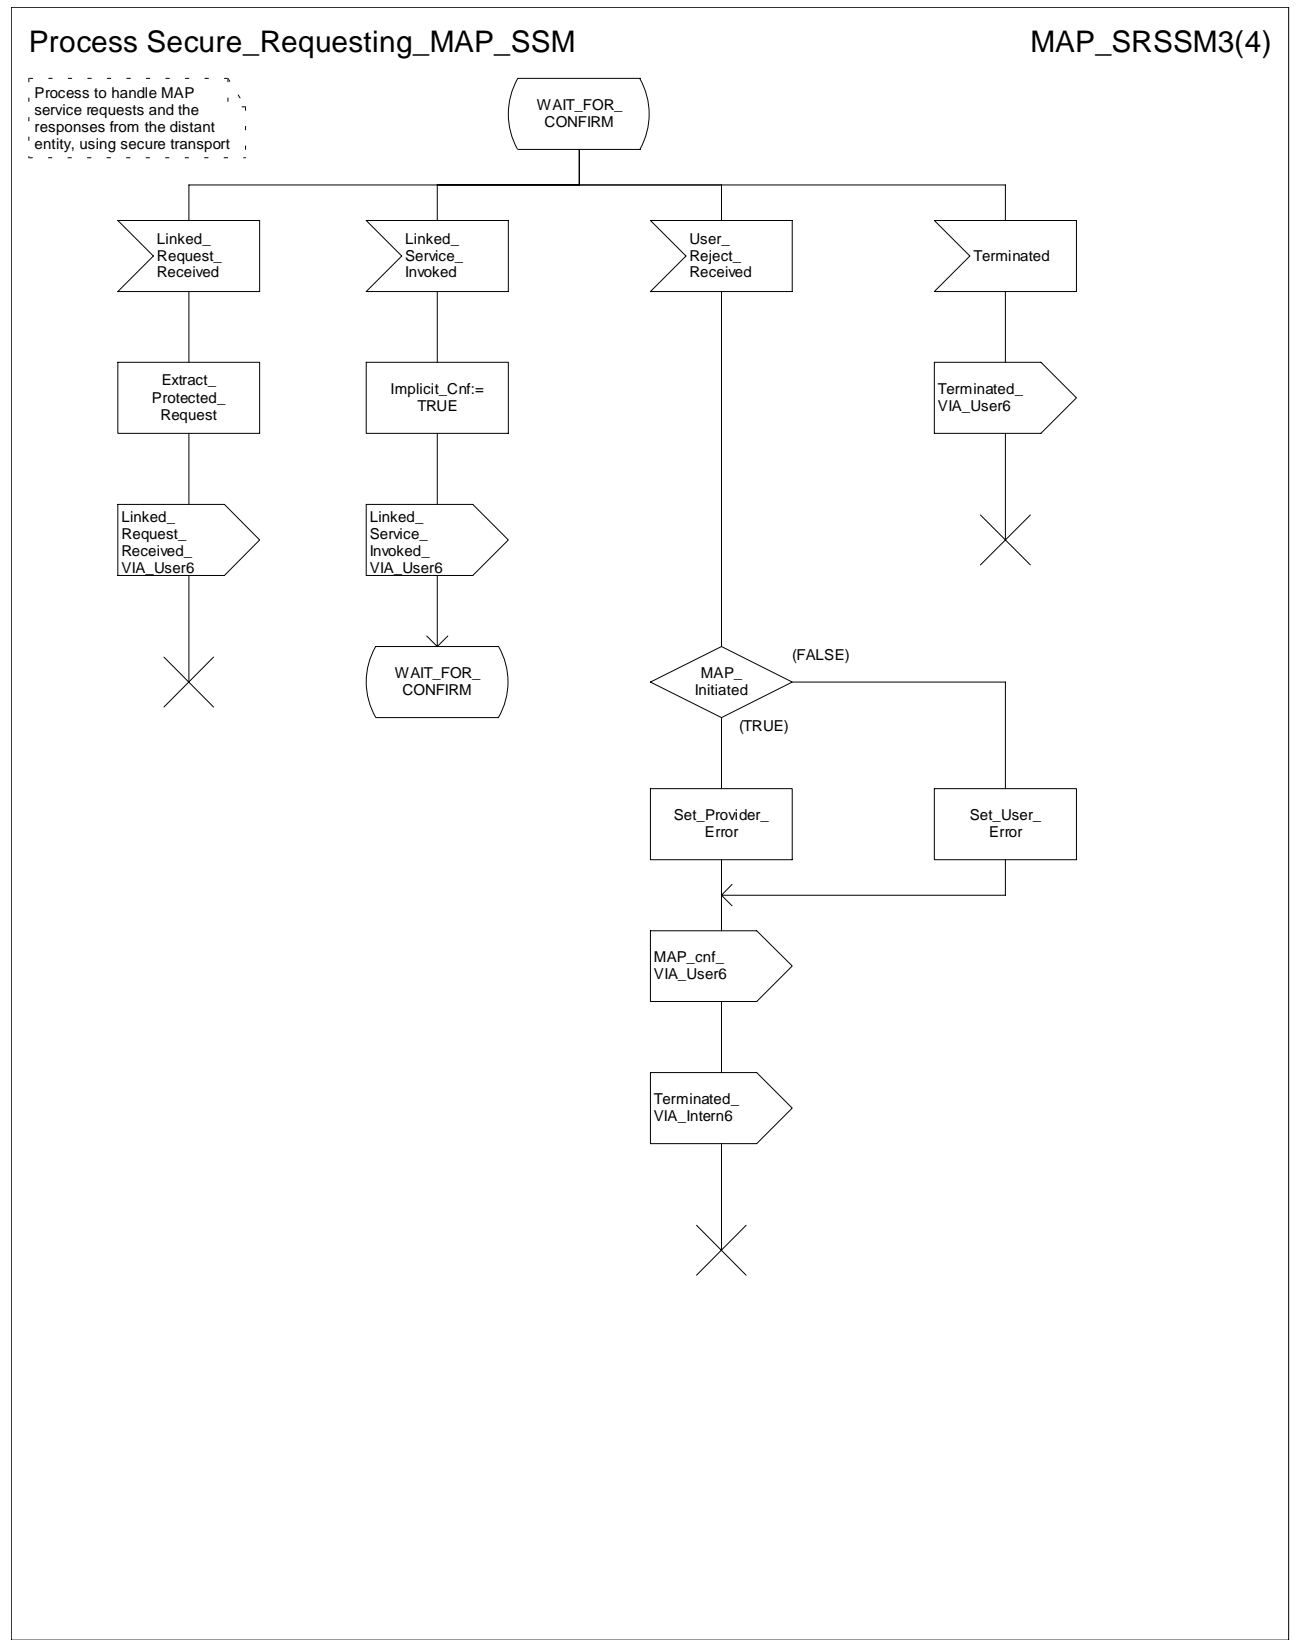 Process Secure_Requesting_MAP_SSM
MAP_SRSSM3(4)
Process to handle MAP
service requests and the
responses from the distant
entity, using secure transport
WAIT_FOR_
CONFIRM
Linked_
Request_
Received
Linked_
Service_
Invoked
User_
Reject_
Received
Terminated
Extract_
Protected_
Request
Implicit_Cnf:=
TRUE
Terminated_
VIA_User6
Linked_
Request_
Received_
VIA_User6
Linked_
Service_
Invoked_
VIA_User6
WAIT_FOR_
CONFIRM
MAP_
Initiated
(FALSE)
(TRUE)
Set_Provider_
Error
Set_User_
Error
MAP_cnf_
VIA_User6
Terminated_
VIA_Intern6